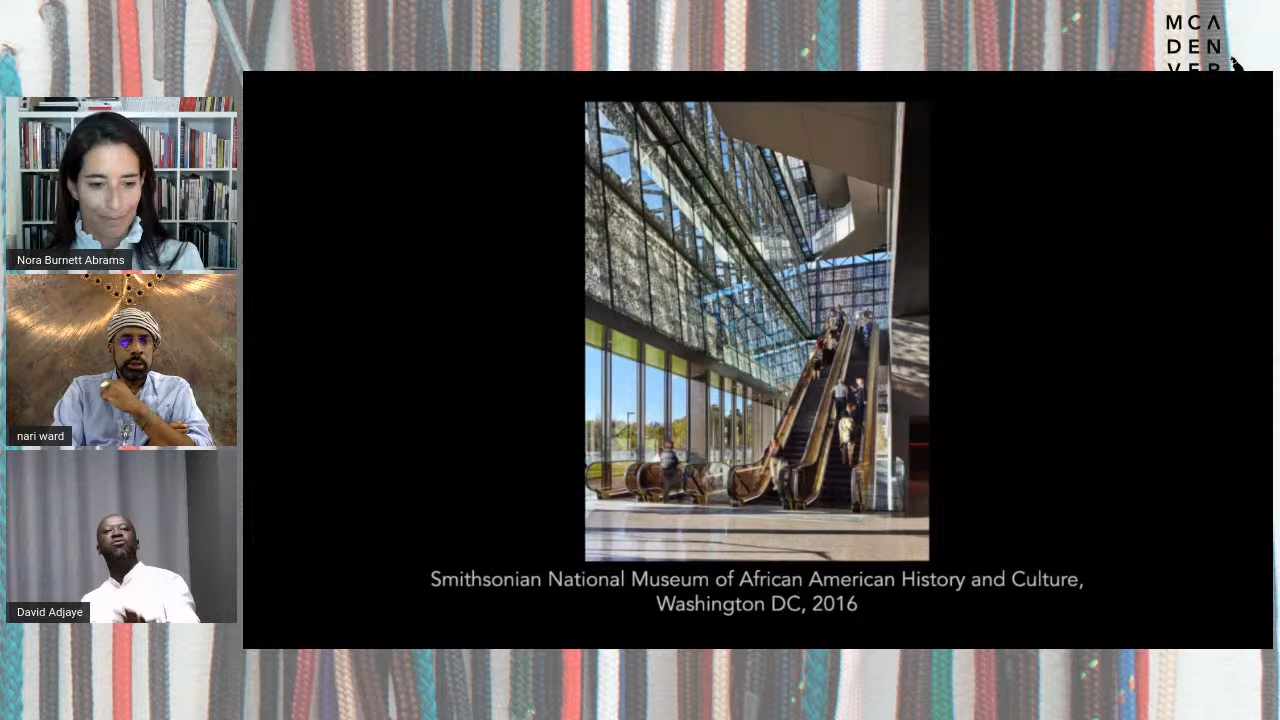 MCA
DEN
VER
Nora Burnett Abrams
nari ward
David Adjaye
Smithsonian National Museum of African American History and Culture,
Washington DC, 2016